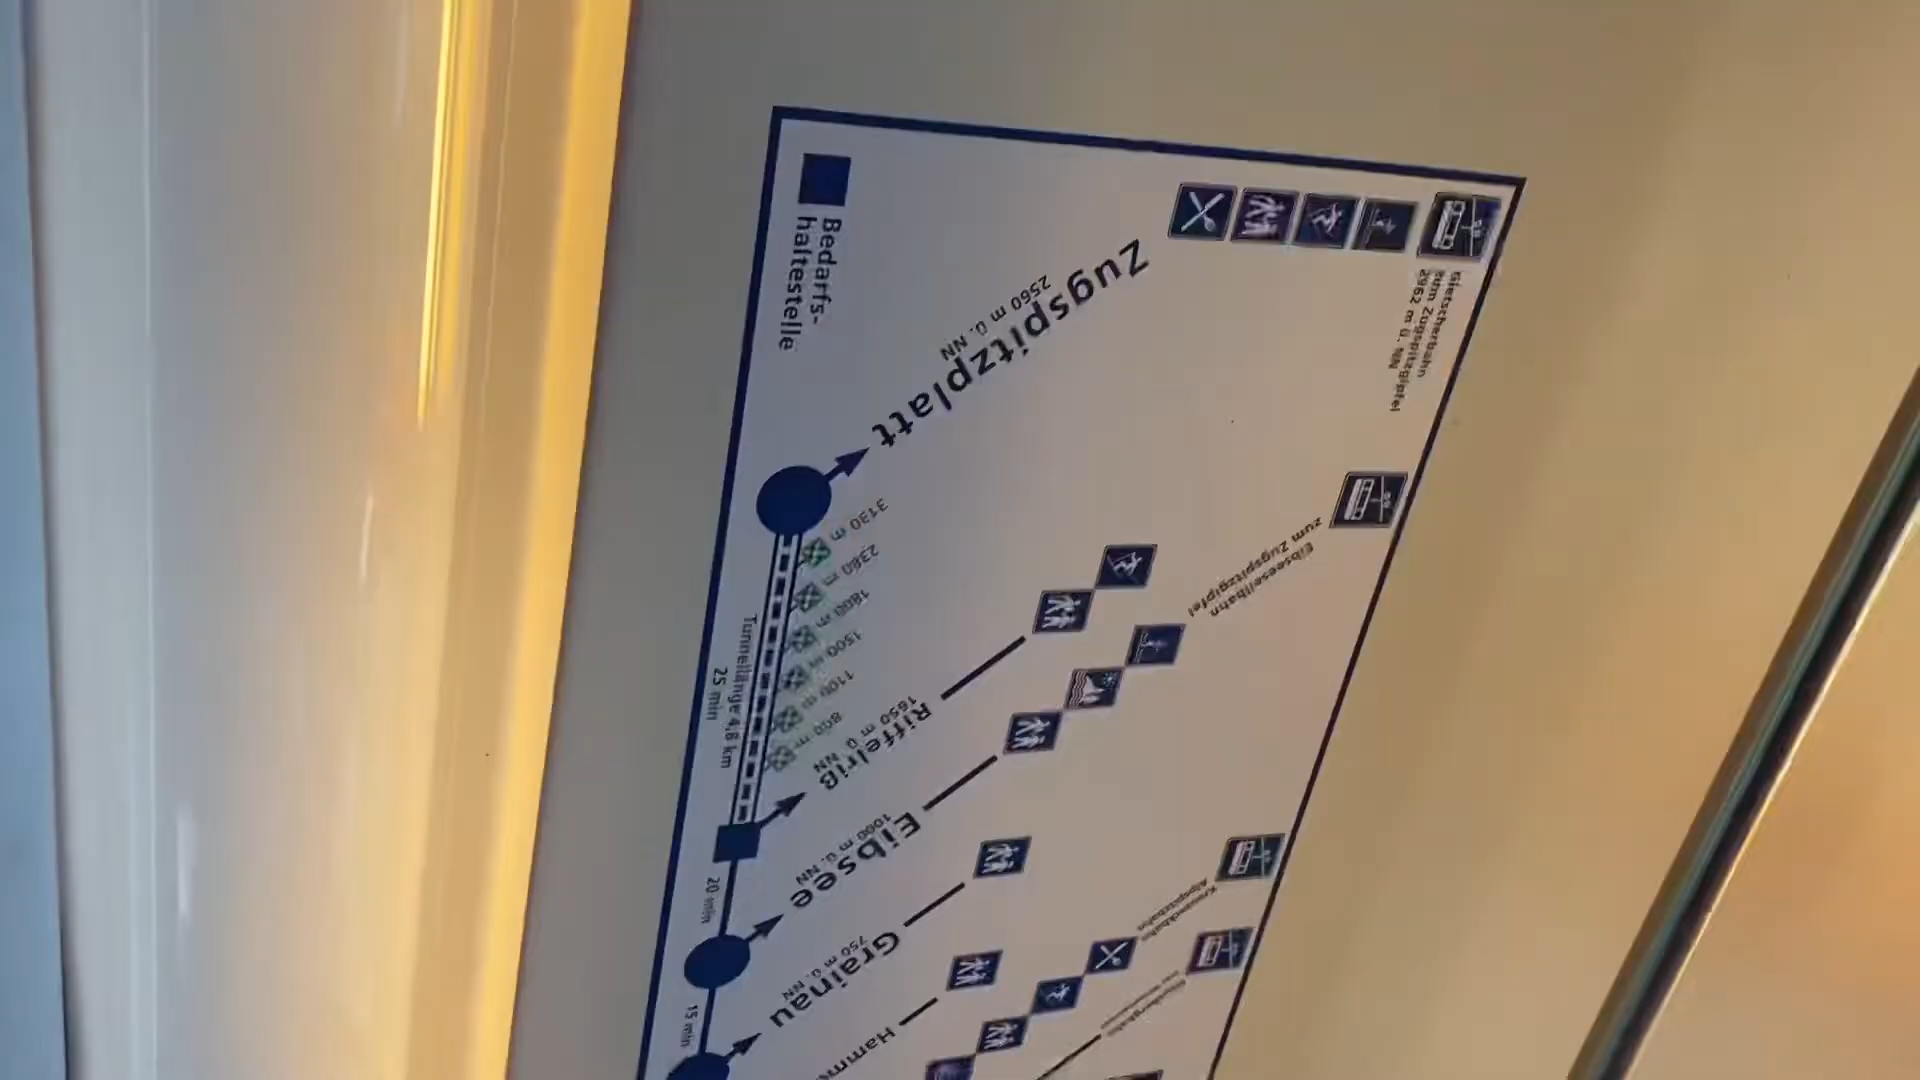 Bedarfs-
haltestelle
Gletscherbahn
zum Zugspitzgipfel
2962 m ü. NN
Zugspitzplatt
2560 m ü. NN
Eibseeseilbahn
zum Zugspitzgipfel
3130 m
2380 m
1800 m
1500 m
1100 m
800 m
Tunnellänge 4,8 km
25 min
Riffelriß
1650 m ü. NN
20 min
Eibsee
1000 m ü. NN
Kreuzeckbahn
Alpspitzbahn
15 min
Grainau
750 m ü. NN